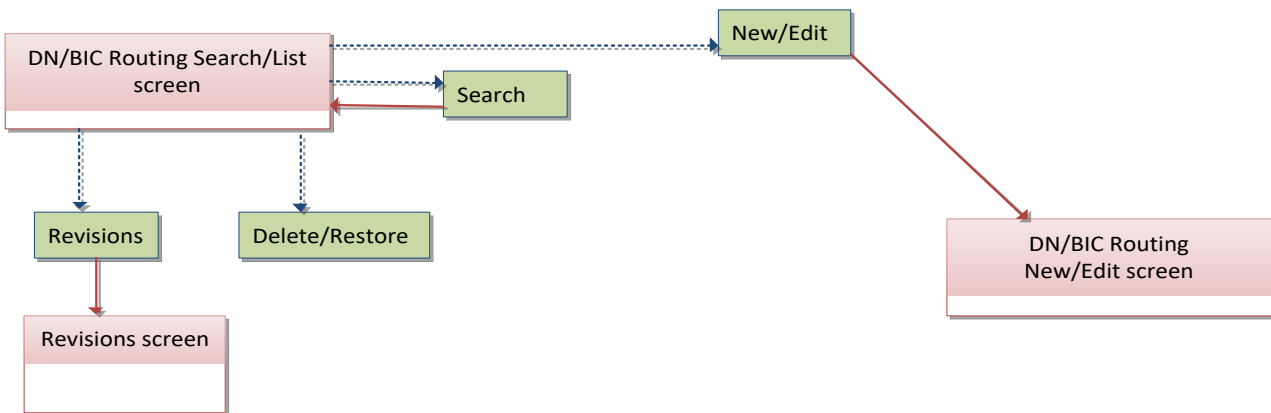 New/Edit
DN/BIC Routing Search/List
screen
Search
Revisions
Delete/Restore
DN/BIC Routing
New/Edit screen
Revisions screen